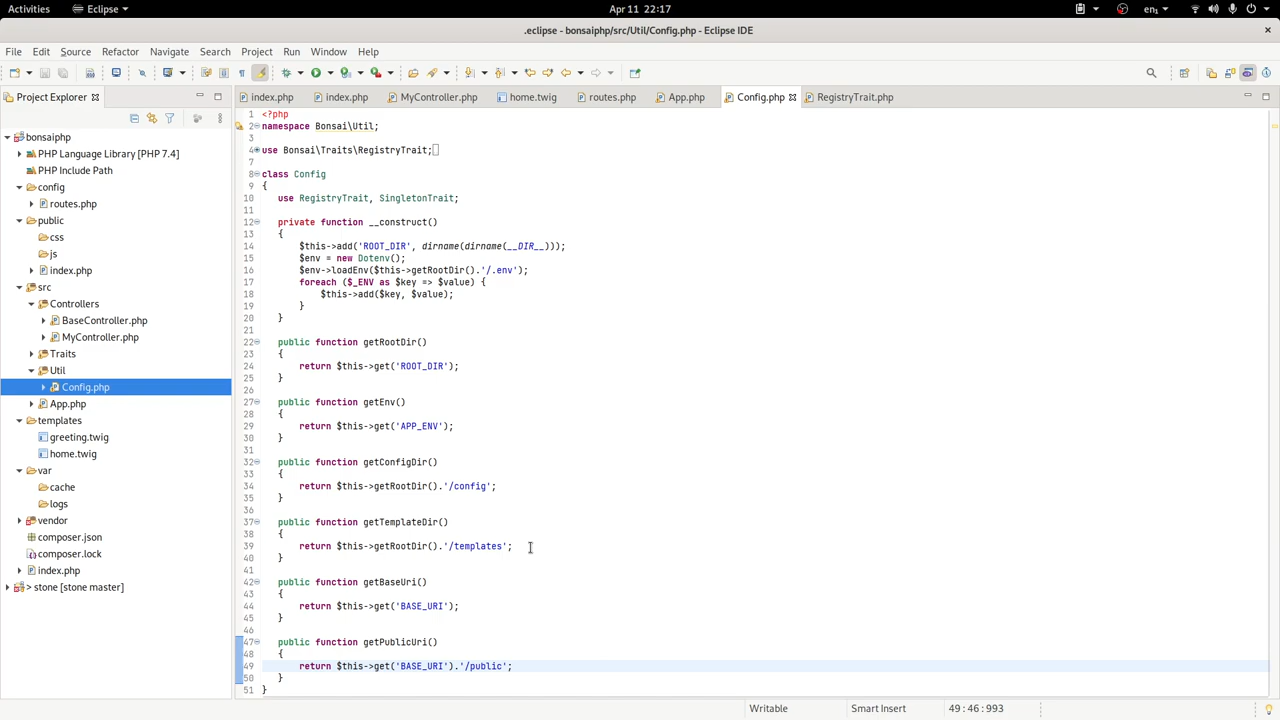 Activities Eclipse Apr 11 22:17 en₁
.eclipse - bonsaiphp/src/Util/Config.php - Eclipse IDE
File Edit Source Refactor Navigate Search Project Run Window Help
Project Explorer index.php index.php MyController.php home.twig routes.php App.php Config.php RegistryTrait.php
bonsaiphp
PHP Language Library [PHP 7.4]
PHP Include Path
config
routes.php
public
css
js
index.php
src
Controllers
BaseController.php
MyController.php
Traits
Util
Config.php
App.php
templates
greeting.twig
home.twig
var
cache
logs
vendor
composer.json
composer.lock
index.php
> stone [stone master]
1 <?php
2 namespace Bonsai\Util;
3
4 use Bonsai\Traits\RegistryTrait;
7
8 class Config
9 {
10 use RegistryTrait, SingletonTrait;
11
12 private function __construct()
13 {
14 $this->add('ROOT_DIR', dirname(dirname(__DIR__)));
15 $env = new Dotenv();
16 $env->loadEnv($this->getRootDir().'/.env');
17 foreach ($_ENV as $key => $value) {
18 $this->add($key, $value);
19 }
20 }
21
22 public function getRootDir()
23 {
24 return $this->get('ROOT_DIR');
25 }
26
27 public function getEnv()
28 {
29 return $this->get('APP_ENV');
30 }
31
32 public function getConfigDir()
33 {
34 return $this->getRootDir().'/config';
35 }
36
37 public function getTemplateDir()
38 {
39 return $this->getRootDir().'/templates';
40 }
41
42 public function getBaseUri()
43 {
44 return $this->get('BASE_URI');
45 }
46
47 public function getPublicUri()
48 {
49 return $this->get('BASE_URI').'/public';
50 }
51 }
Writable Smart Insert 49 : 46 : 993